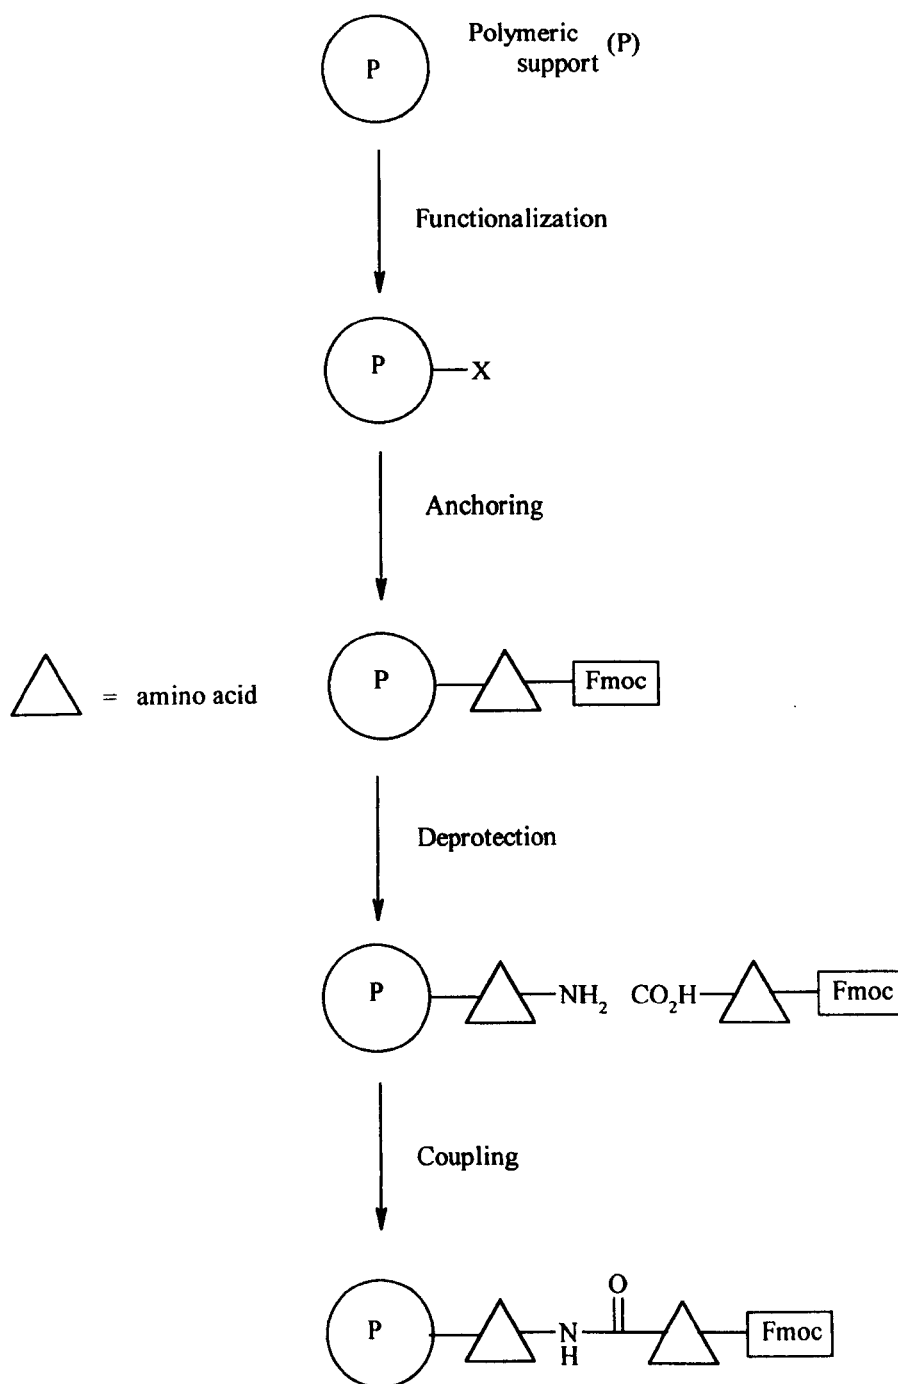 Polymeric (P)
support
P
Functionalization
P
X
Anchoring
P
Fmoc
= amino acid
Deprotection
P
NH₂
CO₂H
Fmoc
Coupling
O
P
N
H
Fmoc